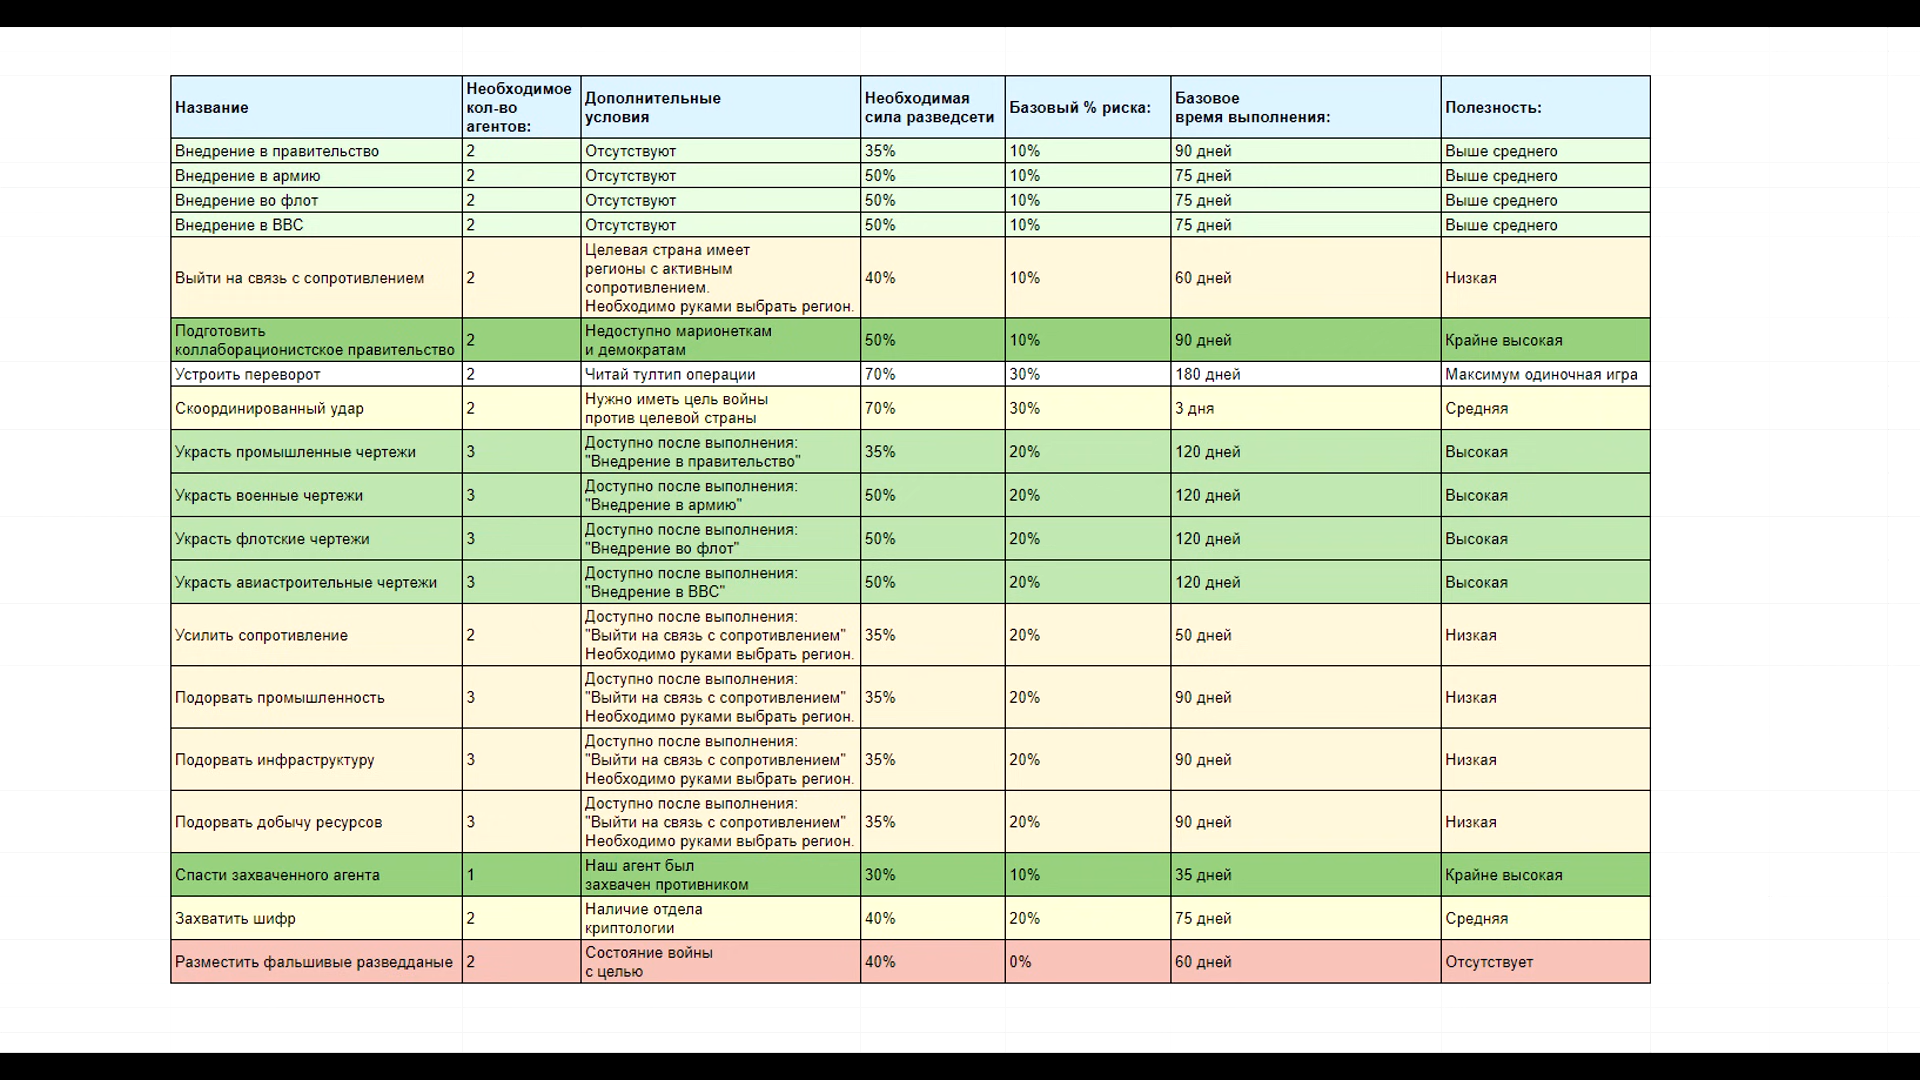 Название
Необходимое
кол-во
агентов:
Дополнительные
условия
Необходимая
сила разведсети
Базовый % риска:
Базовое
время выполнения:
Полезность:
Внедрение в правительство 2 Отсутствуют 35% 10% 90 дней Выше среднего
Внедрение в армию 2 Отсутствуют 50% 10% 75 дней Выше среднего
Внедрение во флот 2 Отсутствуют 50% 10% 75 дней Выше среднего
Внедрение в ВВС 2 Отсутствуют 50% 10% 75 дней Выше среднего
Выйти на связь с сопротивлением 2
Целевая страна имеет
регионы с активным
сопротивлением.
Необходимо руками выбрать регион.
40% 10% 60 дней Низкая
Подготовить
коллаборационистское правительство
2
Недоступно марионеткам
и демократам
50% 10% 90 дней Крайне высокая
Устроить переворот 2 Читай тултип операции 70% 30% 180 дней Максимум одиночная игра
Скоординированный удар 2
Нужно иметь цель войны
против целевой страны
70% 30% 3 дня Средняя
Украсть промышленные чертежи 3
Доступно после выполнения:
"Внедрение в правительство"
35% 20% 120 дней Высокая
Украсть военные чертежи 3
Доступно после выполнения:
"Внедрение в армию"
50% 20% 120 дней Высокая
Украсть флотские чертежи 3
Доступно после выполнения:
"Внедрение во флот"
50% 20% 120 дней Высокая
Украсть авиастроительные чертежи 3
Доступно после выполнения:
"Внедрение в ВВС"
50% 20% 120 дней Высокая
Усилить сопротивление 2
Доступно после выполнения:
"Выйти на связь с сопротивлением"
Необходимо руками выбрать регион.
35% 20% 50 дней Низкая
Подорвать промышленность 3
Доступно после выполнения:
"Выйти на связь с сопротивлением"
Необходимо руками выбрать регион.
35% 20% 90 дней Низкая
Подорвать инфраструктуру 3
Доступно после выполнения:
"Выйти на связь с сопротивлением"
Необходимо руками выбрать регион.
35% 20% 90 дней Низкая
Подорвать добычу ресурсов 3
Доступно после выполнения:
"Выйти на связь с сопротивлением"
Необходимо руками выбрать регион.
35% 20% 90 дней Низкая
Спасти захваченного агента 1
Наш агент был
захвачен противником
30% 10% 35 дней Крайне высокая
Захватить шифр 2
Наличие отдела
криптологии
40% 20% 75 дней Средняя
Разместить фальшивые разведданые 2
Состояние войны
с целью
40% 0% 60 дней Отсутствует